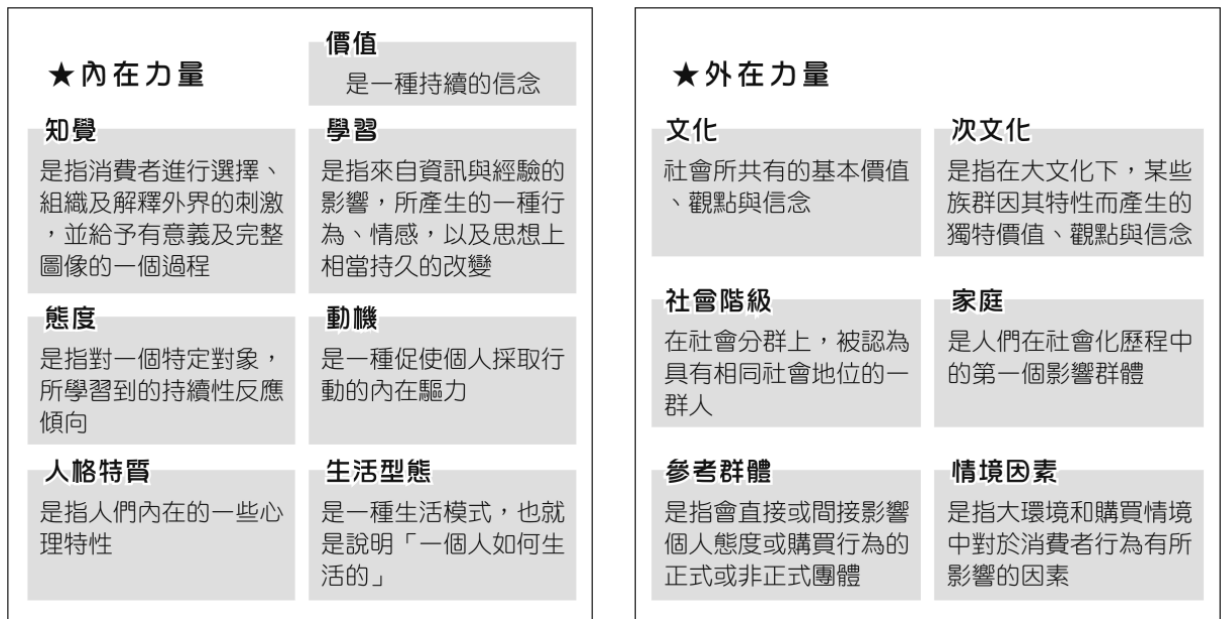 ★內在力量
價值
是一種持續的信念
知覺
是指消費者進行選擇、
組織及解釋外界的刺激
，並給予有意義及完整
圖像的一個過程
學習
是指來自資訊與經驗的
影響，所產生的一種行
為、情感，以及思想上
相當持久的改變
態度
是指對一個特定對象，
所學習到的持續性反應
傾向
動機
是一種促使個人採取行
動的內在驅力
人格特質
是指人們內在的一些心
理特性
生活型態
是一種生活模式，也就
是說明「一個人如何生
活的」
★外在力量
文化
社會所共有的基本價值
、觀點與信念
次文化
是指在大文化下，某些
族群因其特性而產生的
獨特價值、觀點與信念
社會階級
在社會分群上，被認為
具有相同社會地位的一
群人
家庭
是人們在社會化歷程中
的第一個影響群體
參考群體
是指會直接或間接影響
個人態度或購買行為的
正式或非正式團體
情境因素
是指大環境和購買情境
中對於消費者行為有所
影響的因素